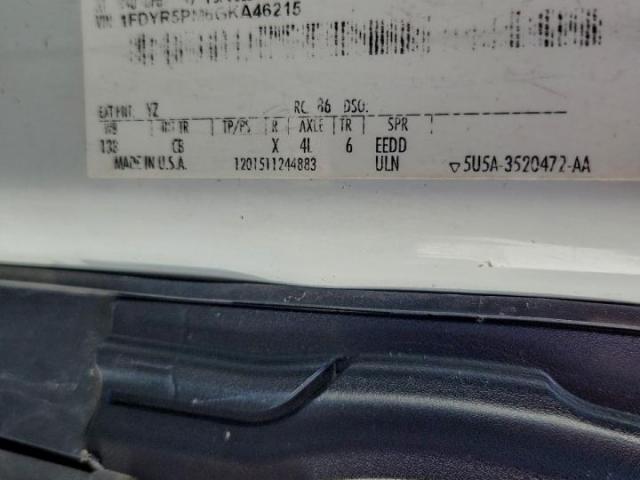 VIN: 1FDYR5PM6GKA46215
EXT PNT: YZ RC: 86 DSO:
WB INT TR TP/PS R AXLE TR SPR
138 CB X 4L 6 EEDD
MADE IN U.S.A. 1201511244883 ULN ▽5U5A-3520472-AA